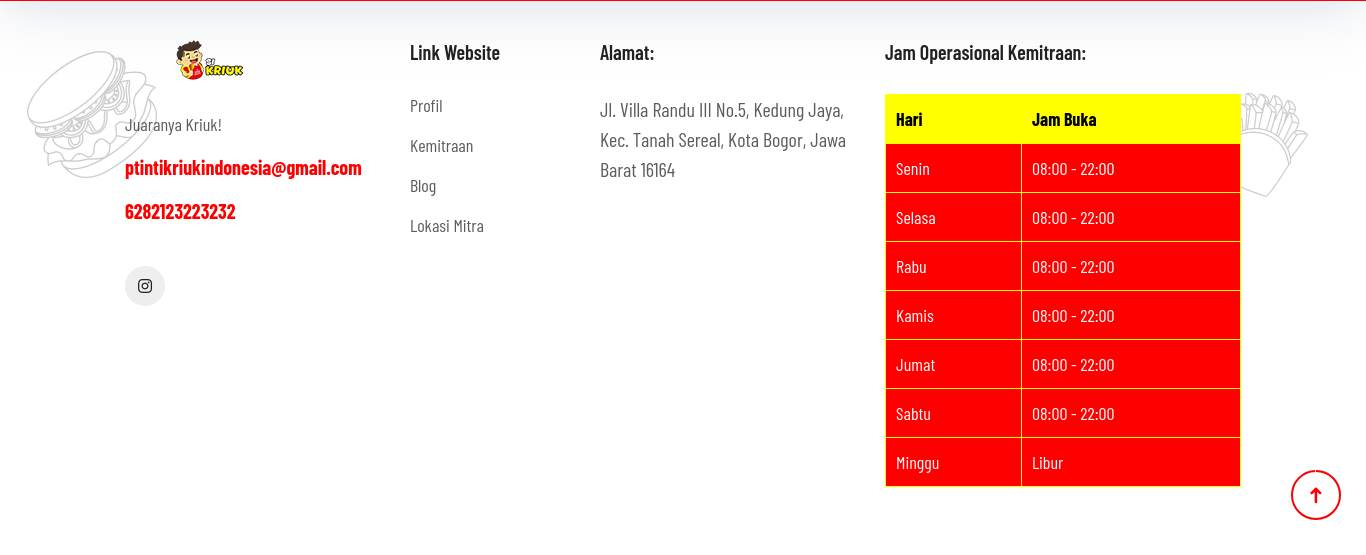 SI
KRIUK
Juaranya Kriuk!
ptintikriukindonesia@gmail.com
6282123223232
Link Website
Profil
Kemitraan
Blog
Lokasi Mitra
Alamat:
Jl. Villa Randu III No.5, Kedung Jaya,
Kec. Tanah Sereal, Kota Bogor, Jawa
Barat 16164
Jam Operasional Kemitraan:
Hari Jam Buka
Senin 08:00 - 22:00
Selasa 08:00 - 22:00
Rabu 08:00 - 22:00
Kamis 08:00 - 22:00
Jumat 08:00 - 22:00
Sabtu 08:00 - 22:00
Minggu Libur